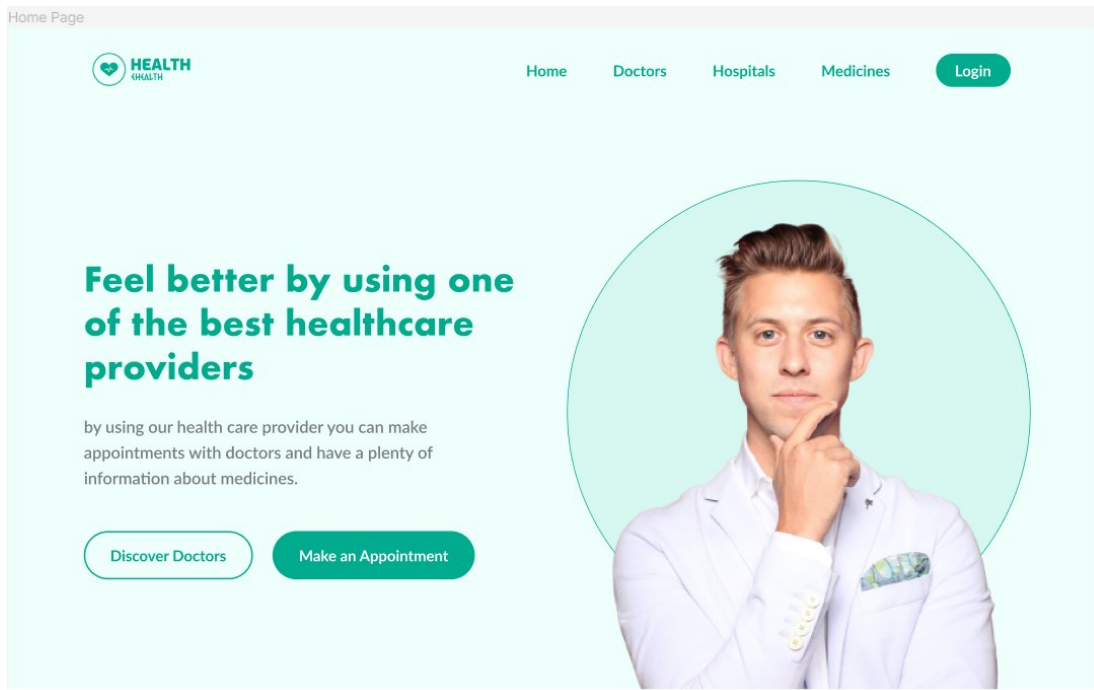 Home Page
HEALTH
EHEALTH
Home Doctors Hospitals Medicines Login
Feel better by using one
of the best healthcare
providers
by using our health care provider you can make
appointments with doctors and have a plenty of
information about medicines.
Discover Doctors Make an Appointment